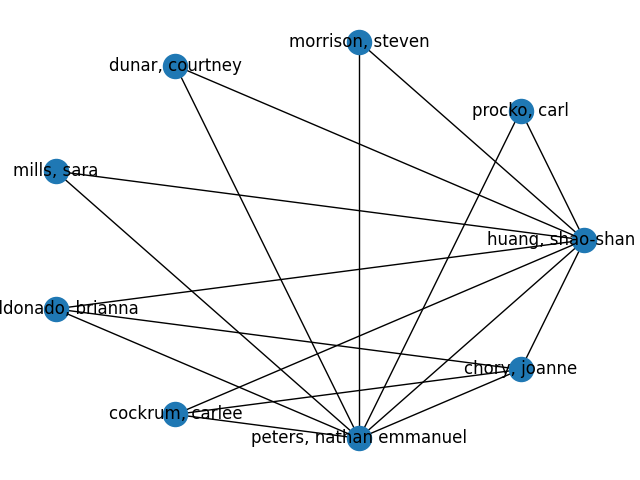 morrison, steven
dunar, courtney
procko, carl
mills, sara
huang, shao-shan
ldonado, brianna
chory, joanne
cockrum, carlee
peters, nathan emmanuel